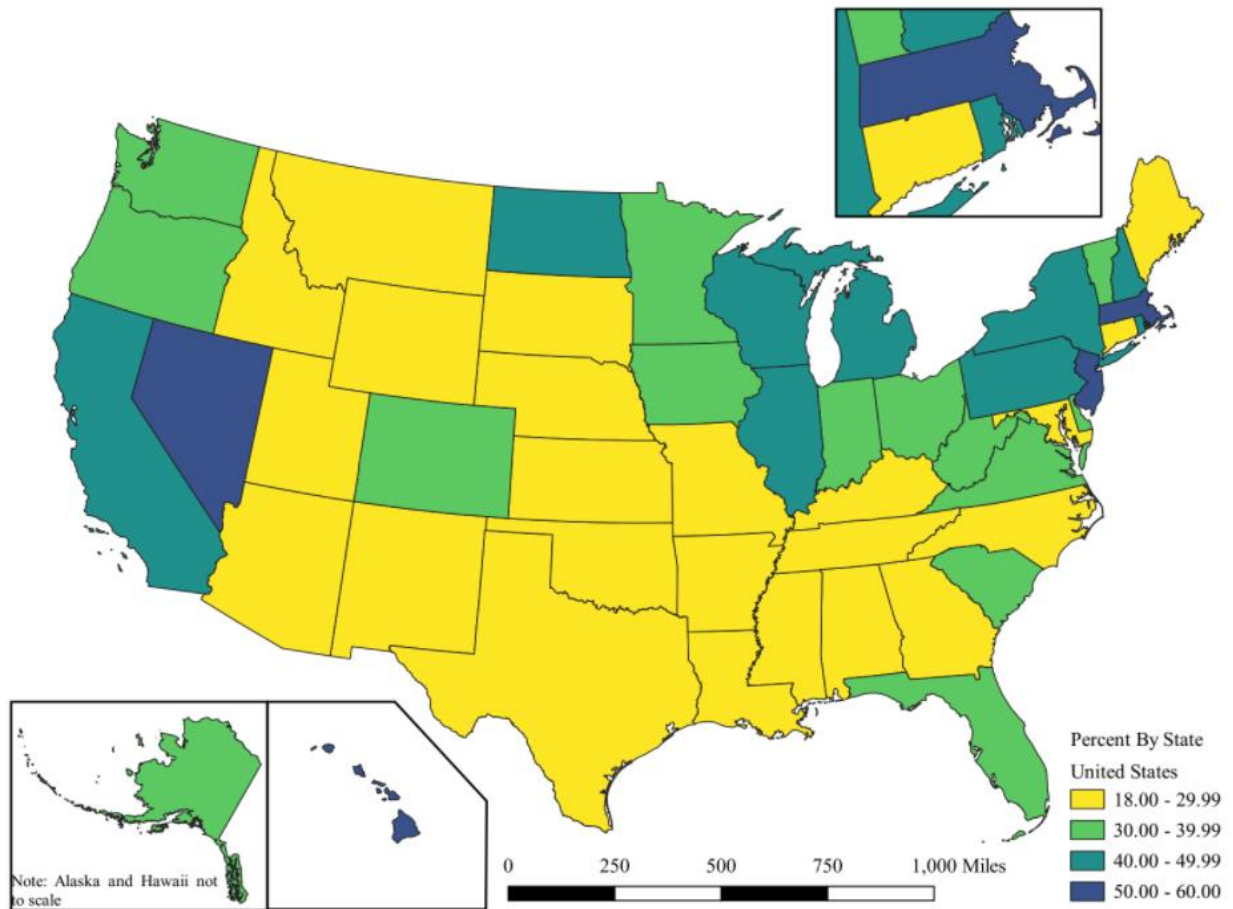 Percent By State
United States
18.00 - 29.99
30.00 - 39.99
40.00 - 49.99
50.00 - 60.00
0 250 500 750 1,000 Miles
Note: Alaska and Hawaii not
to scale